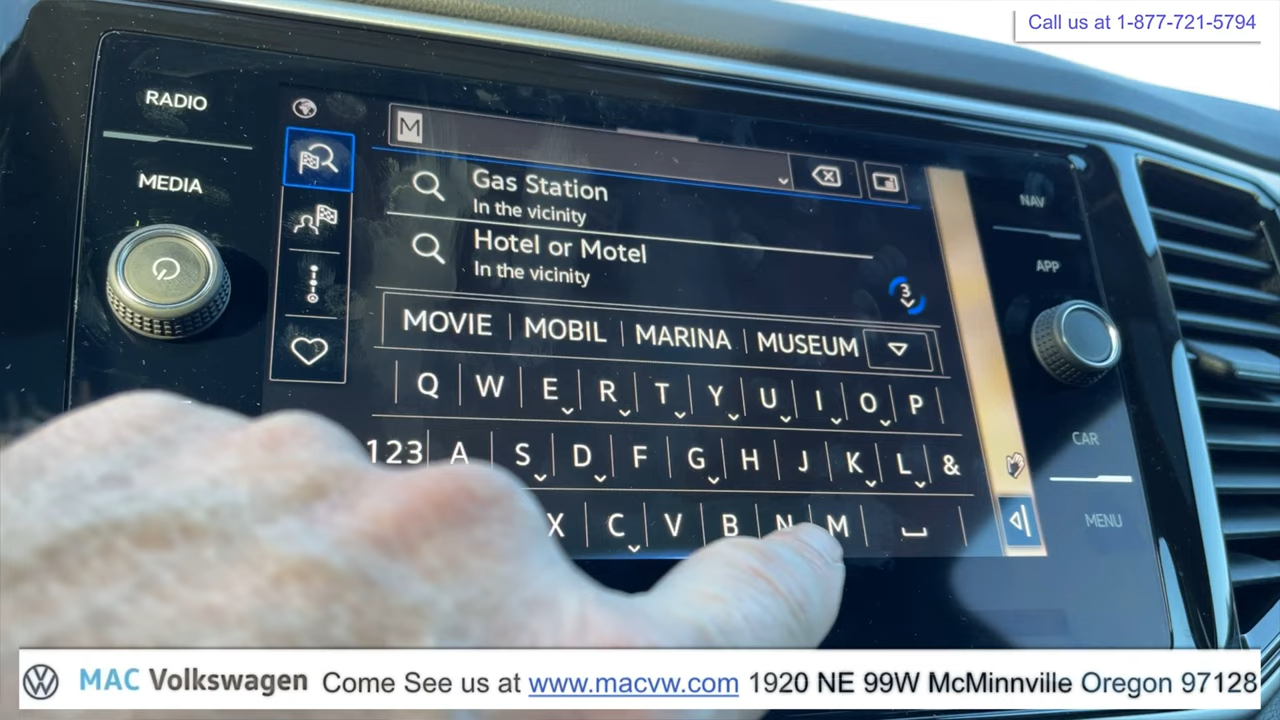 Call us at 1-877-721-5794
RADIO
MEDIA
M
Gas Station
In the vicinity
Hotel or Motel
In the vicinity
3
MOVIE MOBIL MARINA MUSEUM
Q W E R T Y U I O P
123 A S D F G H J K L &
X C V B N M
NAV
APP
CAR
MENU
MAC Volkswagen Come See us at www.macvw.com 1920 NE 99W McMinnville Oregon 97128